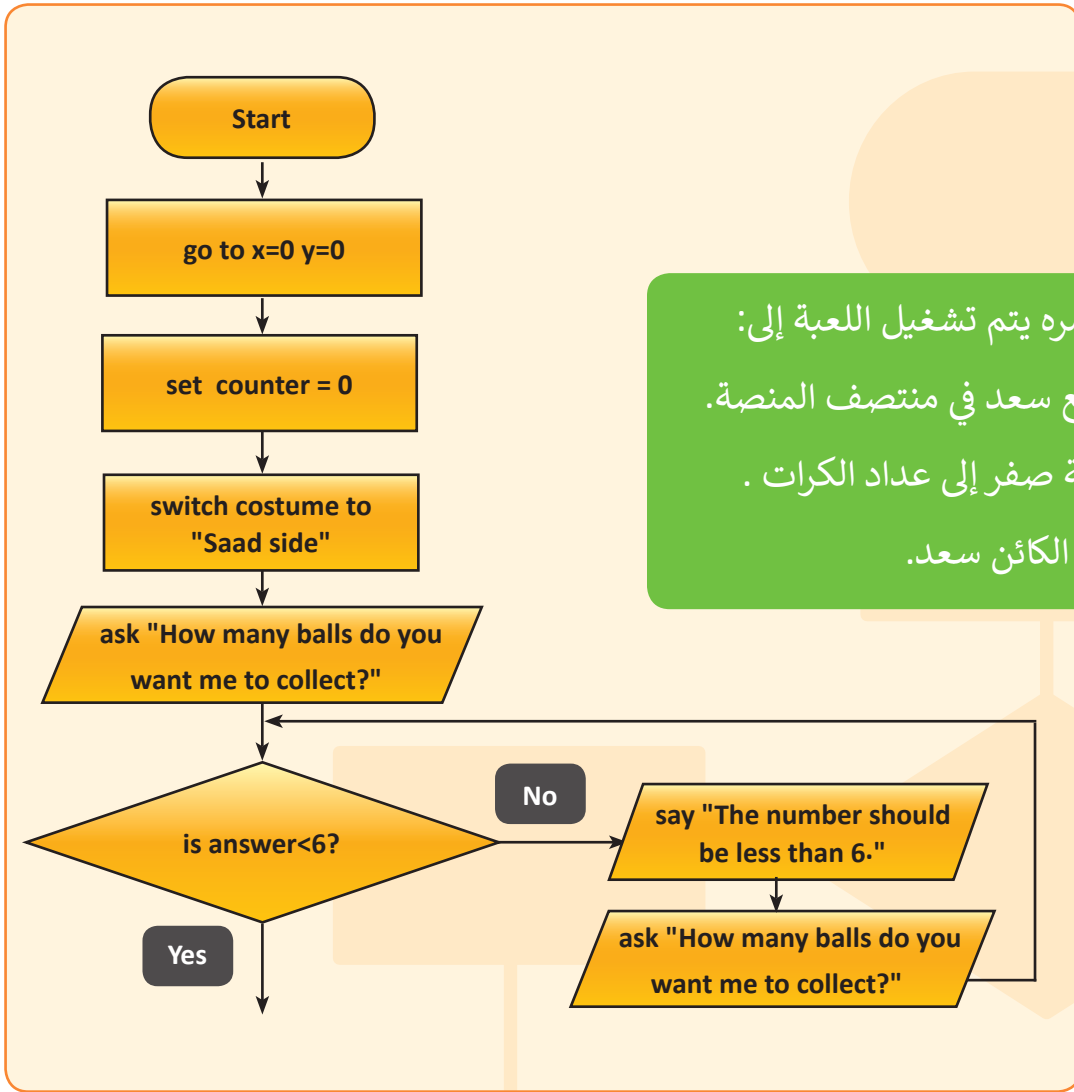 Start
go to x=0 y=0
set counter = 0
switch costume to
"Saad side"
ask "How many balls do you
want me to collect?"
is answer<6?
No
Yes
say "The number should
be less than 6."
ask "How many balls do you
want me to collect?"
يتم تشغيل اللعبة إلى:
سعد في منتصف المنصة.
صفر إلى عداد الكرات .
الكائن سعد.